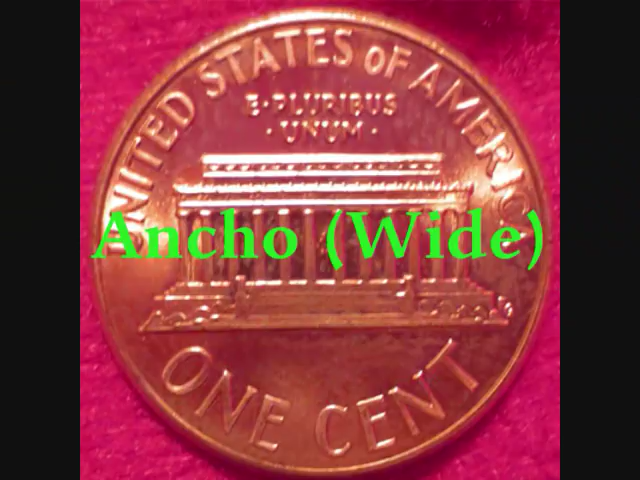 UNITED STATES oF AMERICA
E·PLURIBUS
·UNUM·
Ancho (Wide)
ONE CENT